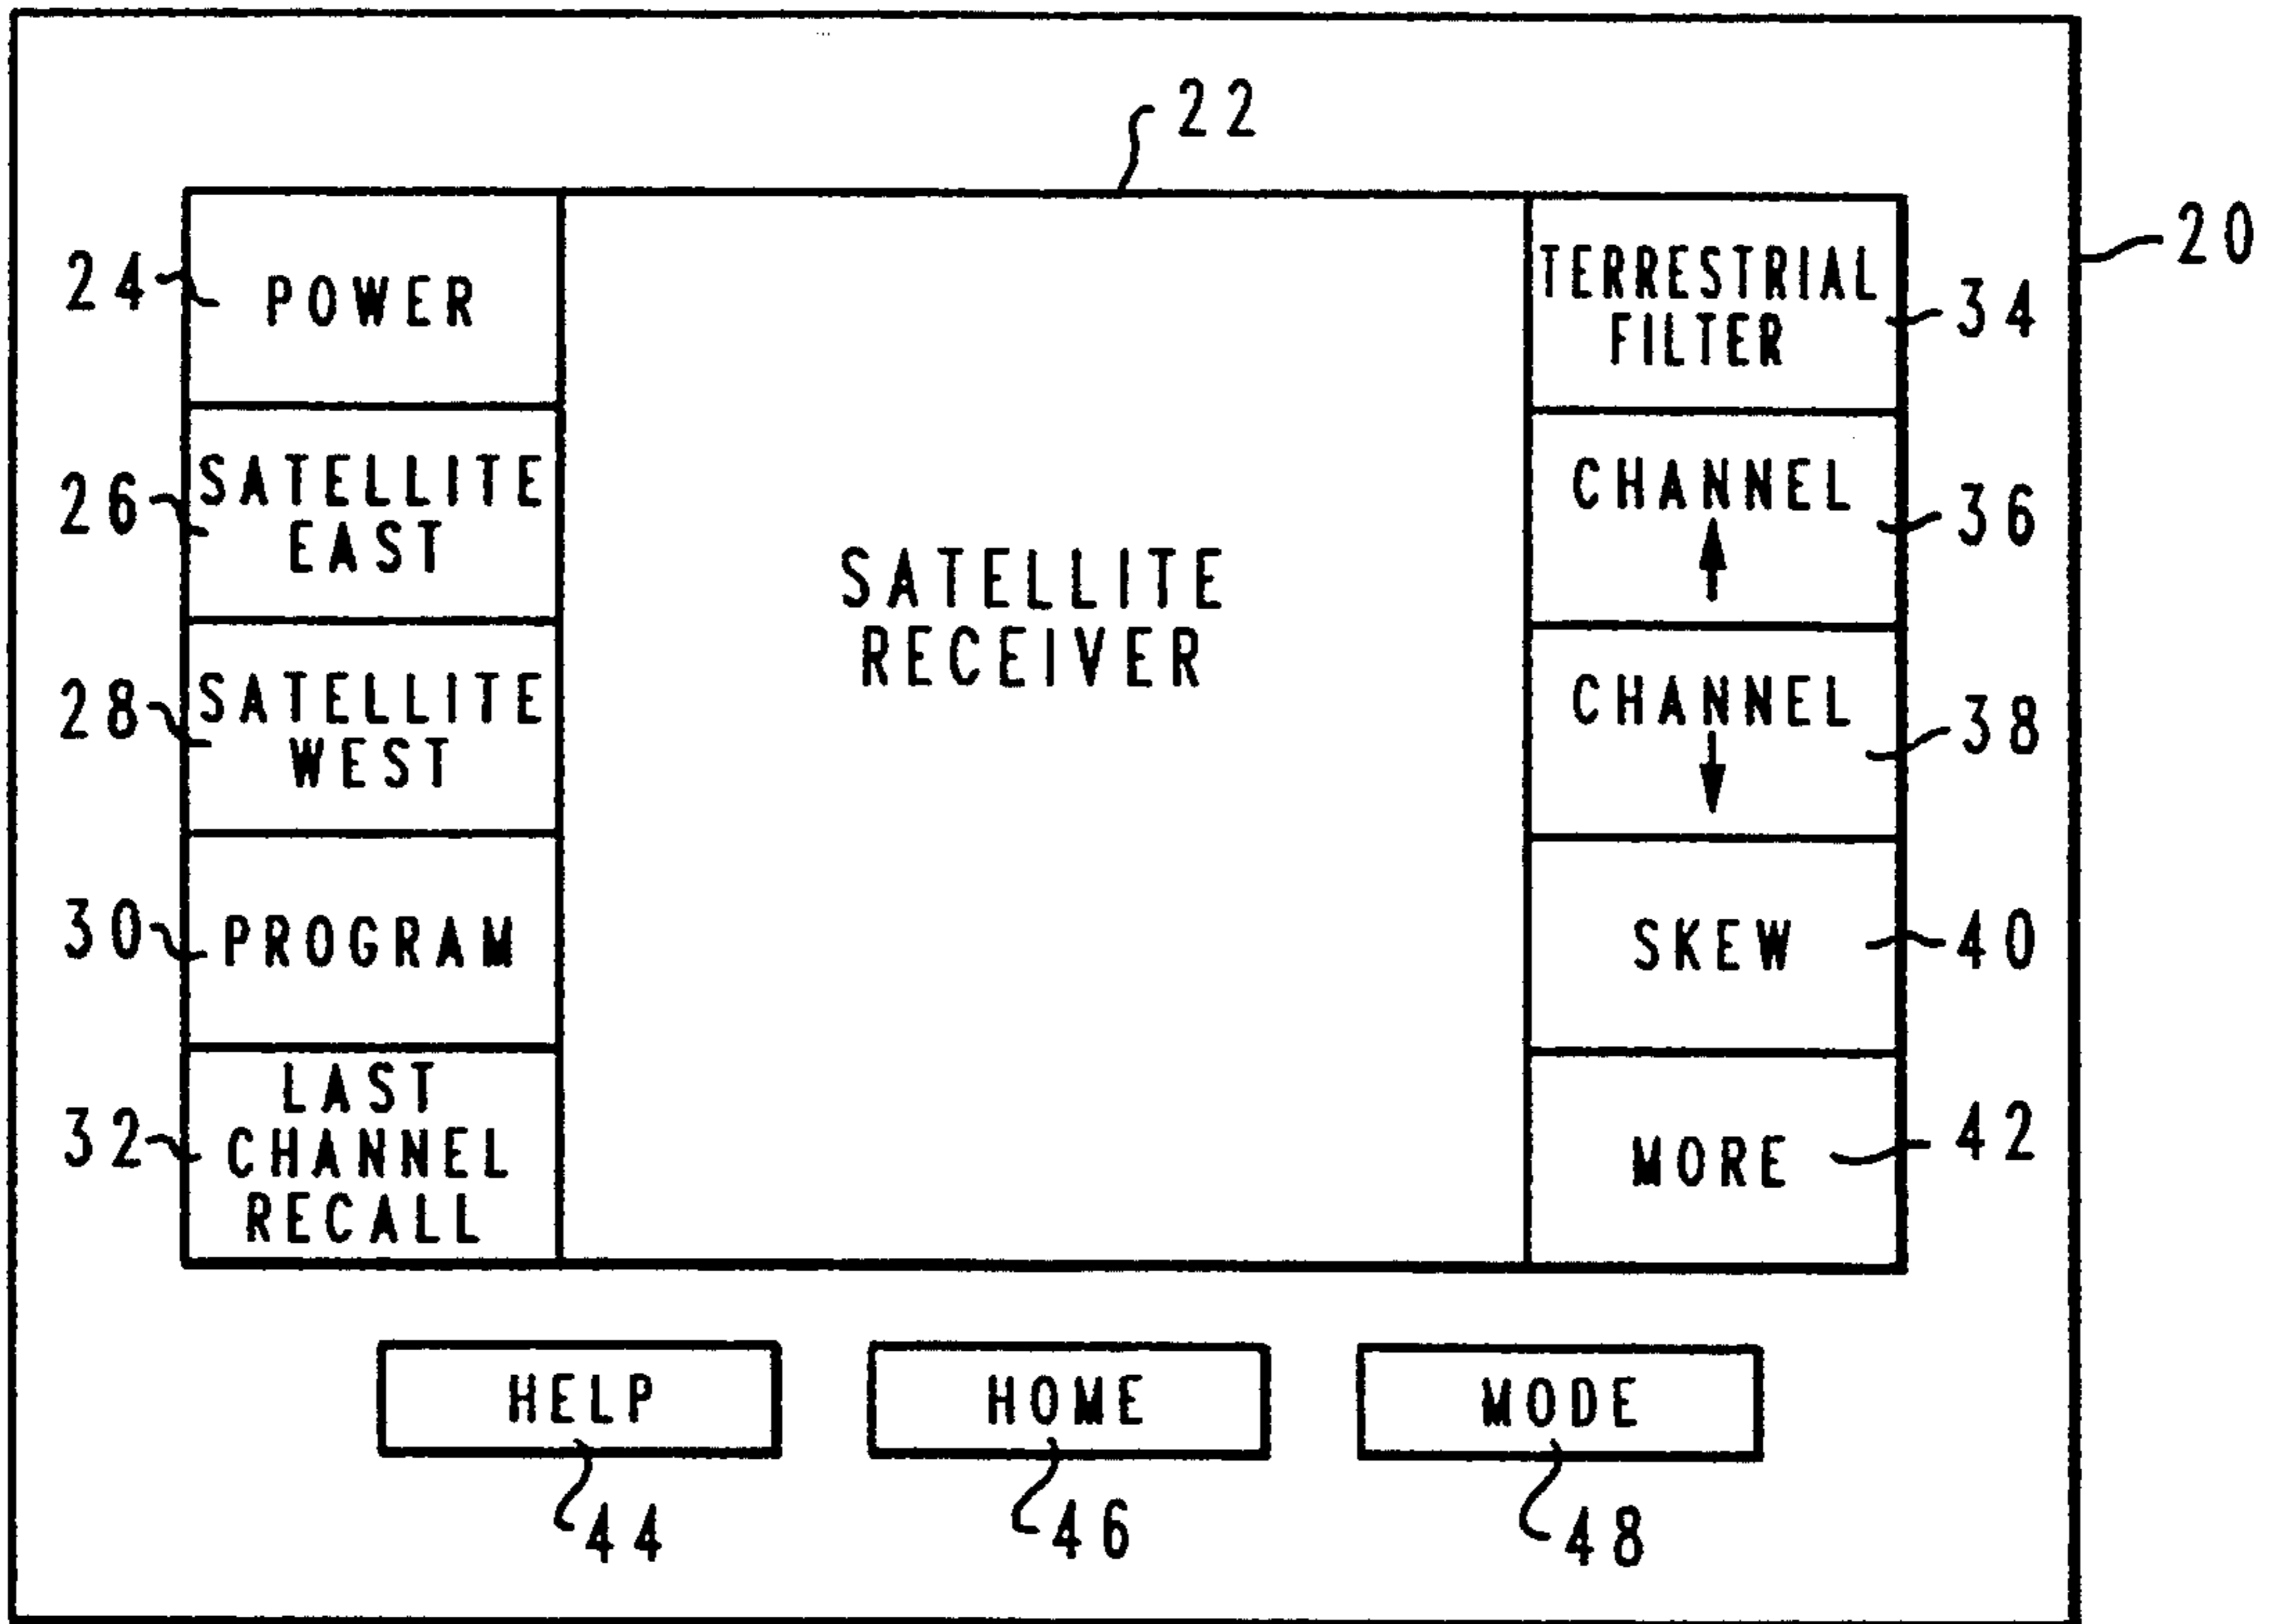 22
20
24
POWER
26
SATELLITE
EAST
28
SATELLITE
WEST
30
PROGRAM
32
LAST
CHANNEL
RECALL
SATELLITE
RECEIVER
TERRESTRIAL
FILTER
34
CHANNEL
36
CHANNEL
38
SKEW
40
MORE
42
HELP
HOME
MODE
44
46
48